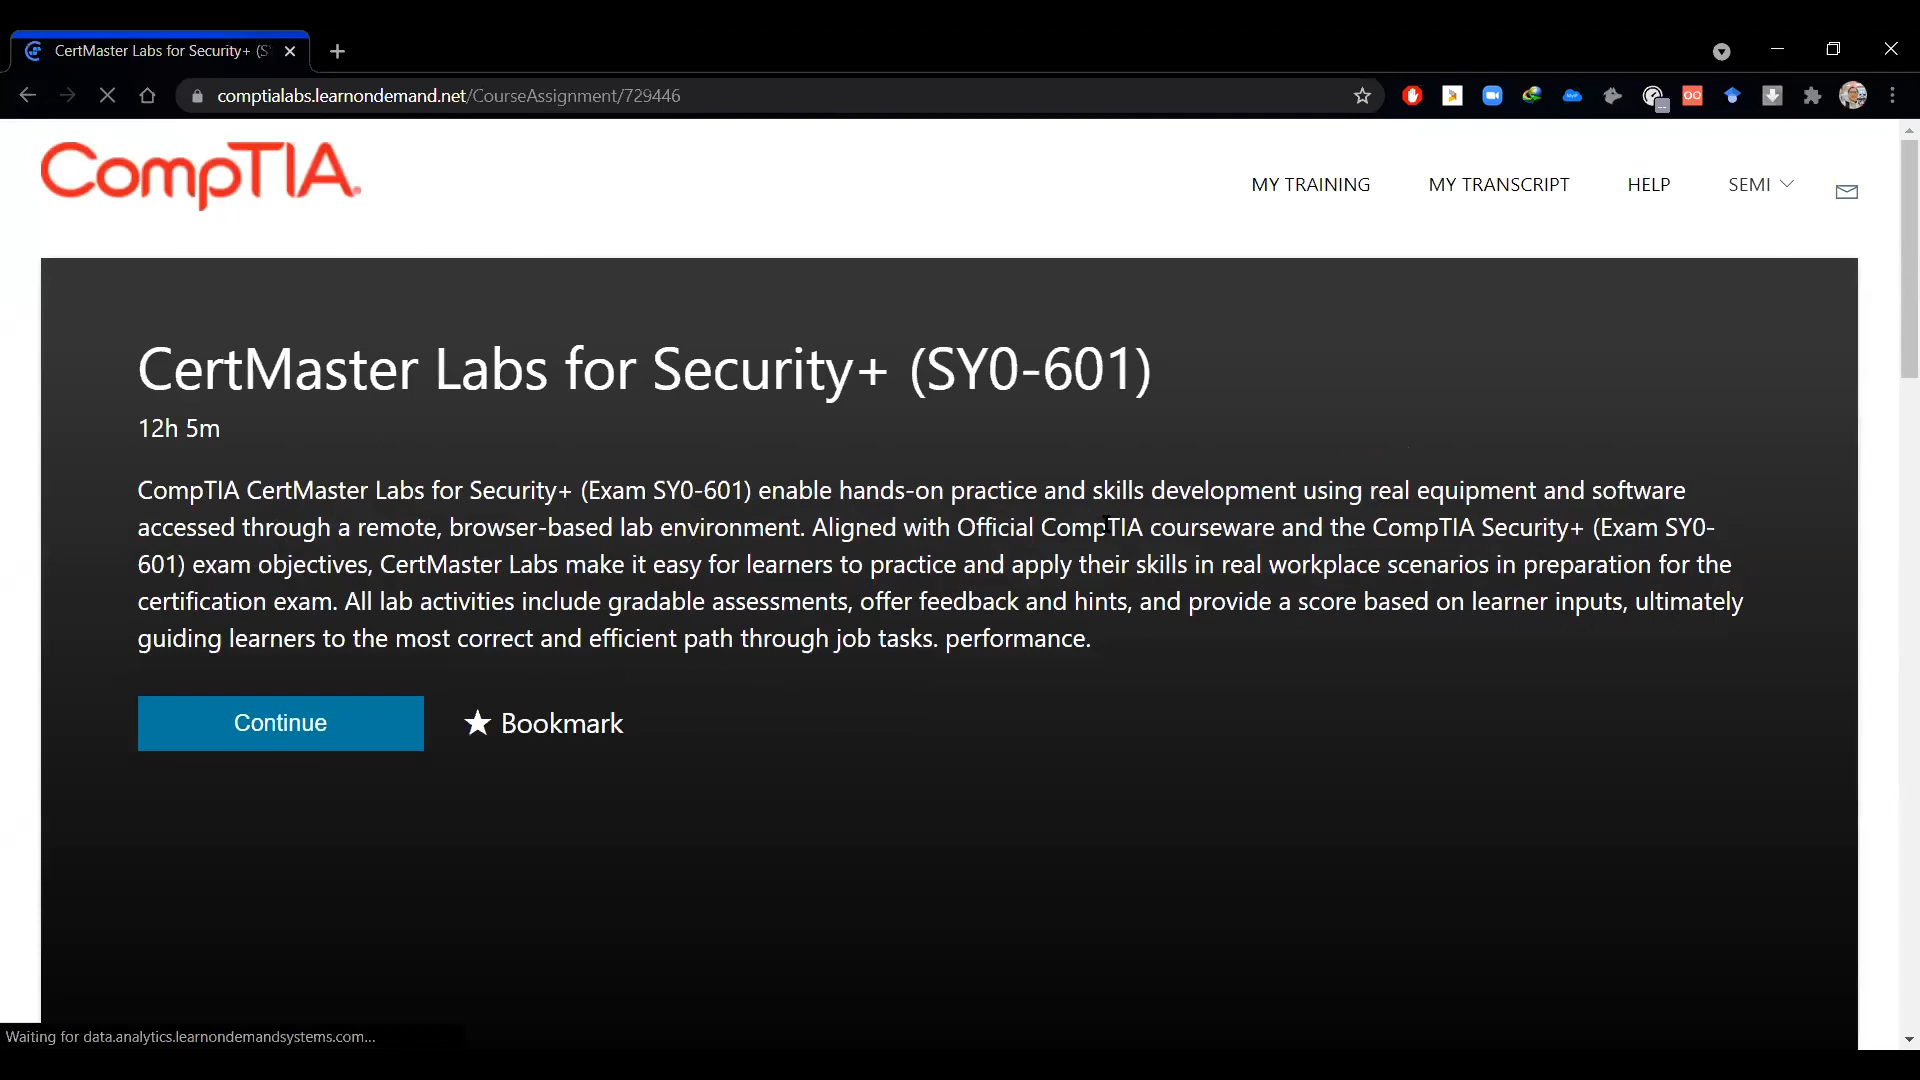 CertMaster Labs for Security+ (S
comptialabs.learnondemand.net/CourseAssignment/729446
CompTIA.
MY TRAINING
MY TRANSCRIPT
HELP
SEMI
CertMaster Labs for Security+ (SY0-601)
12h 5m
CompTIA CertMaster Labs for Security+ (Exam SY0-601) enable hands-on practice and skills development using real equipment and software
accessed through a remote, browser-based lab environment. Aligned with Official CompTIA courseware and the CompTIA Security+ (Exam SY0-
601) exam objectives, CertMaster Labs make it easy for learners to practice and apply their skills in real workplace scenarios in preparation for the
certification exam. All lab activities include gradable assessments, offer feedback and hints, and provide a score based on learner inputs, ultimately
guiding learners to the most correct and efficient path through job tasks. performance.
Continue
Bookmark
Waiting for data.analytics.learnondemandsystems.com...